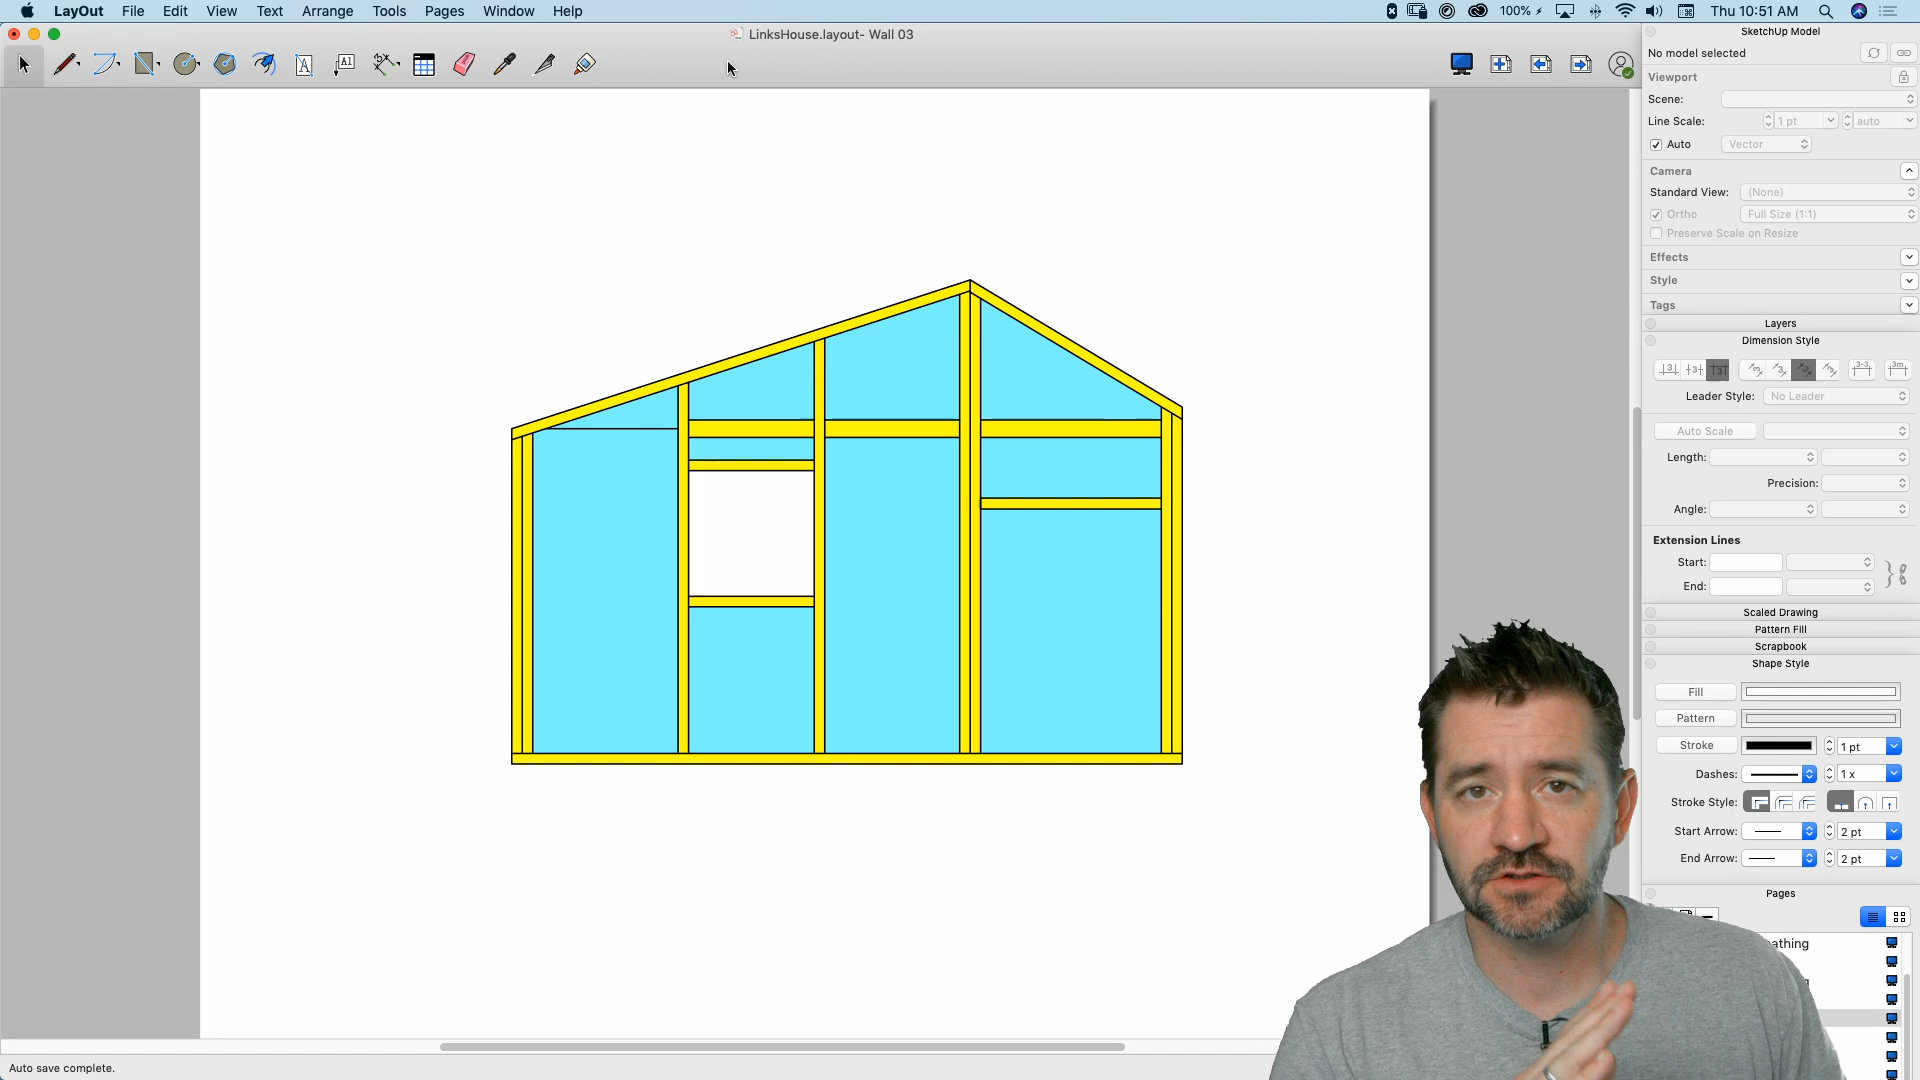 LayOut File Edit View Text Arrange Tools Pages Window Help
100% Thu 10:51 AM
LinksHouse.layout- Wall 03
A A1
SketchUp Model
No model selected
Viewport
Scene:
Line Scale: 1 pt auto
Auto Vector
Camera
Standard View: (None)
Ortho Full Size (1:1)
Preserve Scale on Resize
Effects
Style
Tags
Layers
Dimension Style
Leader Style: No Leader
Auto Scale
Length:
Precision:
Angle:
Extension Lines
Start:
End:
Scaled Drawing
Pattern Fill
Scrapbook
Shape Style
Fill
Pattern
Stroke 1 pt
Dashes: 1 x
Stroke Style:
Start Arrow: 2 pt
End Arrow: 2 pt
Pages
athing
Auto save complete.